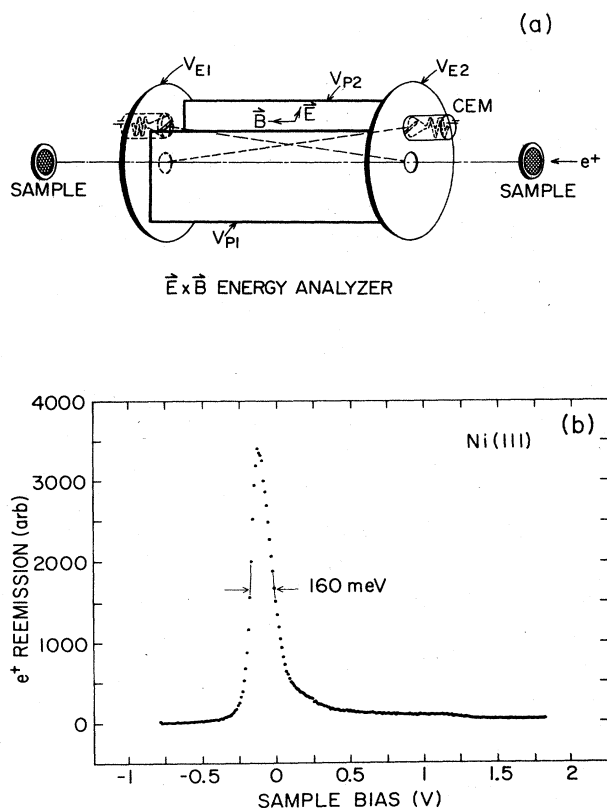 (a)
V_E1
V_P2
V_E2
B→ E→
CEM
SAMPLE
SAMPLE
e+
V_P1
E→ x B→ ENERGY ANALYZER
(b)
Ni(111)
4000
3000
2000
1000
0
160 meV
e+ REEMISSION (arb)
-1 -0.5 0 0.5 1 1.5 2
SAMPLE BIAS (V)